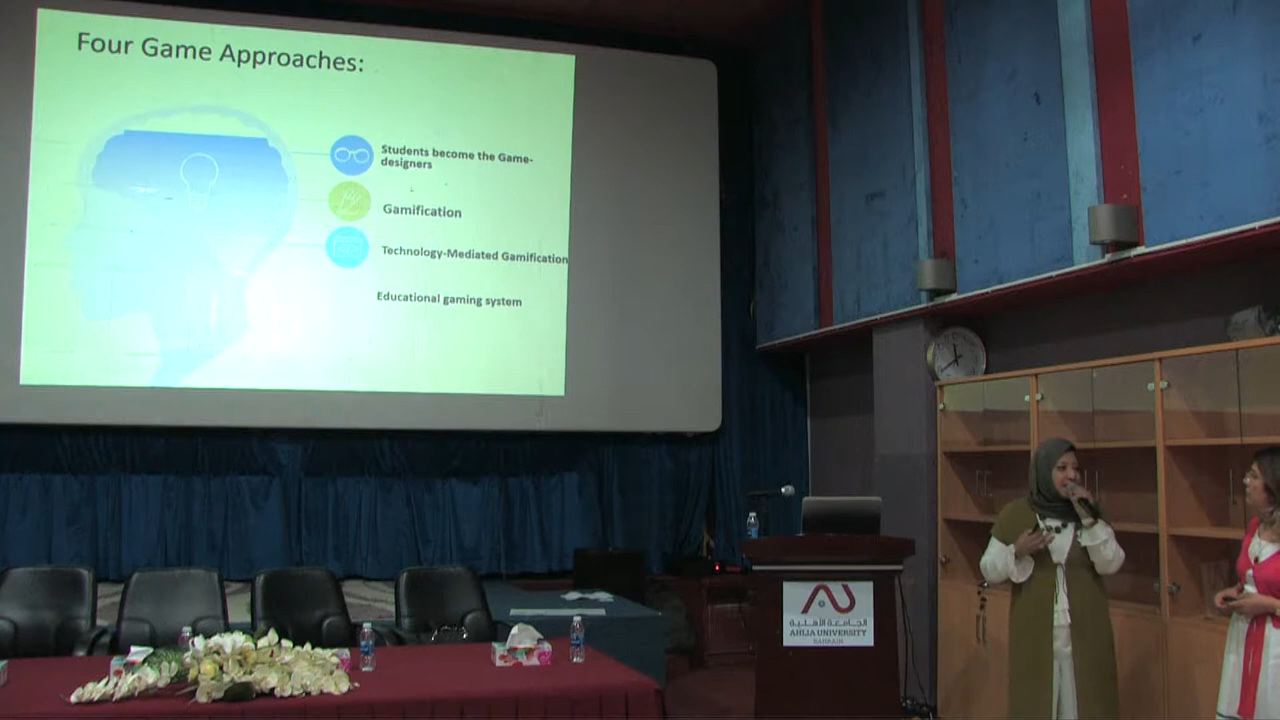 Four Game Approaches:
Students become the Game-
designers
Gamification
Technology-Mediated Gamification
Educational gaming system
الجامعة الأهلية
AHLIA UNIVERSITY
BAHRAIN